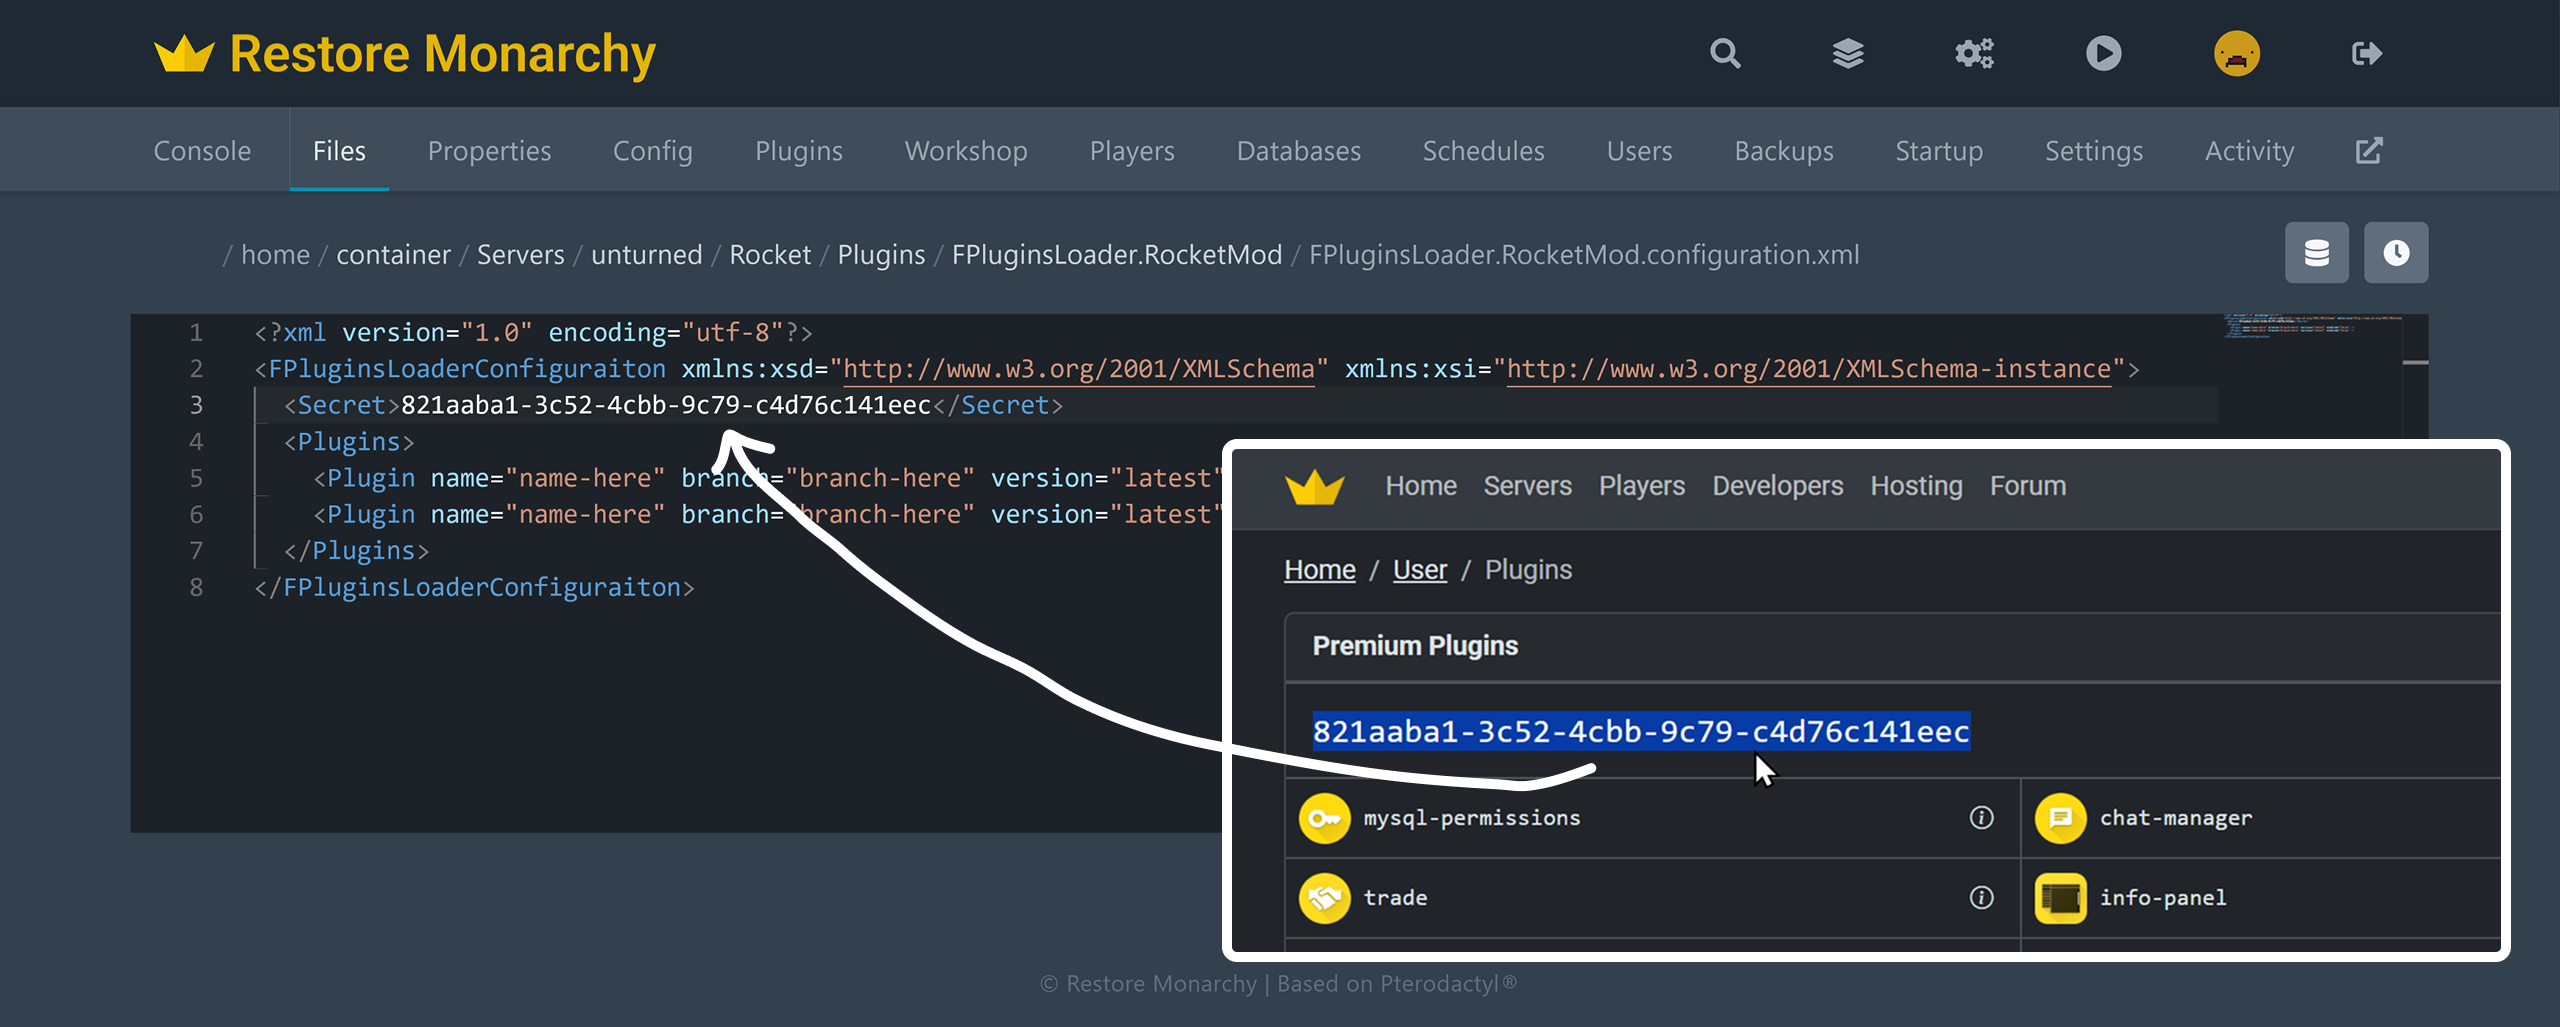 Restore Monarchy
Console Files Properties Config Plugins Workshop Players Databases Schedules Users Backups Startup Settings Activity
/ home / container / Servers / unturned / Rocket / Plugins / FPluginsLoader.RocketMod / FPluginsLoader.RocketMod.configuration.xml
1 <?xml version="1.0" encoding="utf-8"?>
2 <FPluginsLoaderConfiguraiton xmlns:xsd="http://www.w3.org/2001/XMLSchema" xmlns:xsi="http://www.w3.org/2001/XMLSchema-instance">
3 <Secret>821aaba1-3c52-4cbb-9c79-c4d76c141eec</Secret>
4 <Plugins>
5 <Plugin name="name-here" branch="branch-here" version="latest"
6 <Plugin name="name-here" branch="branch-here" version="latest"
7 </Plugins>
8 </FPluginsLoaderConfiguraiton>
Home Servers Players Developers Hosting Forum
Home / User / Plugins
Premium Plugins
821aaba1-3c52-4cbb-9c79-c4d76c141eec
mysql-permissions chat-manager
trade info-panel
© Restore Monarchy | Based on Pterodactyl®